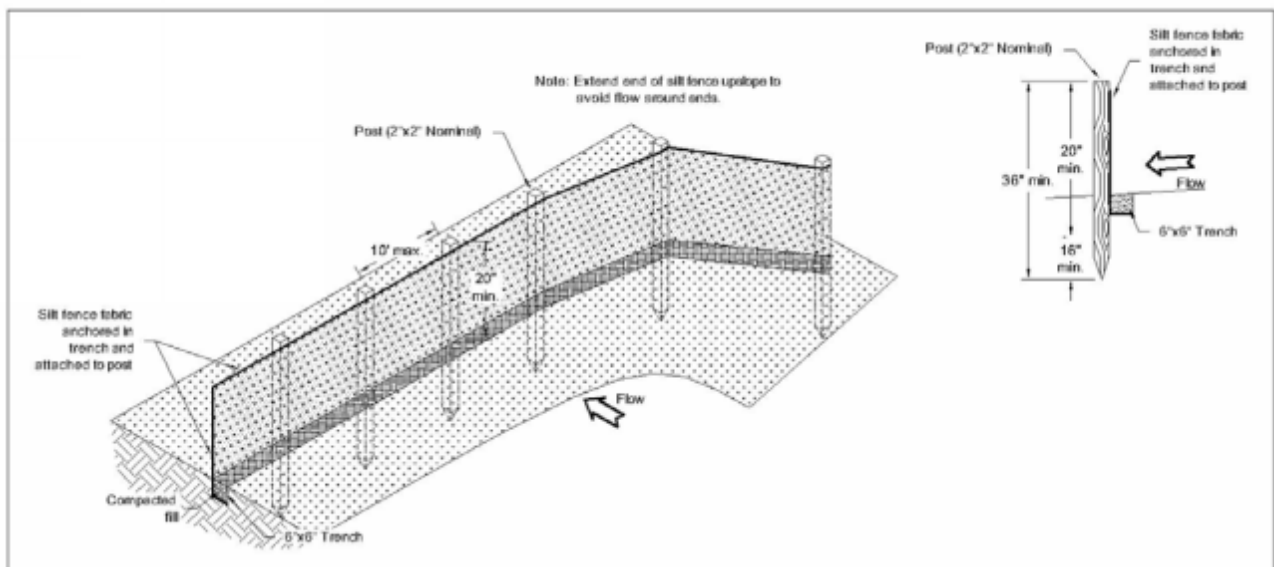 Note: Extend end of silt fence upslope to
avoid flow around ends.
Post (2"x2" Nominal)
10' max.
20"
min.
Silt fence fabric
anchored in
trench and
attached to post
Flow
Compacted
fill
6"x6" Trench
Post (2"x2" Nominal)
Silt fence fabric
anchored in
trench and
attached to post
36" min.
20"
min.
Flow
6"x6" Trench
16"
min.